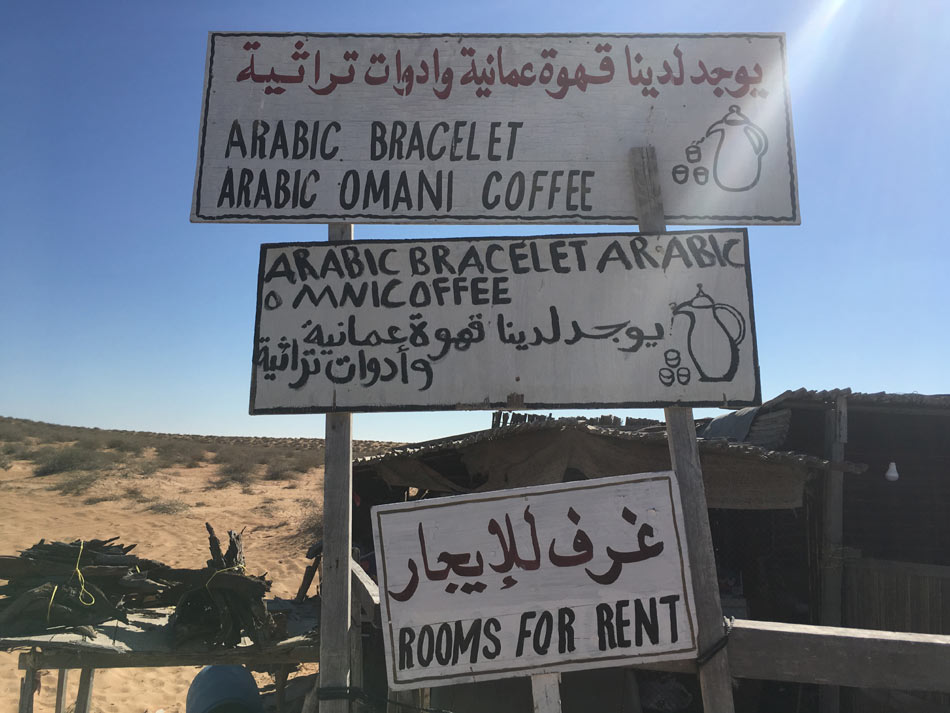 يوجد لدينا قهوة عمانية وادوات تراثية
ARABIC BRACELET
ARABIC OMANI COFFEE
ARABIC BRACELET ARABIC
OMNICOFFEE
يوجد لدينا قهوة عمانية
وأدوات تراثية
غرف للإيجار
ROOMS FOR RENT